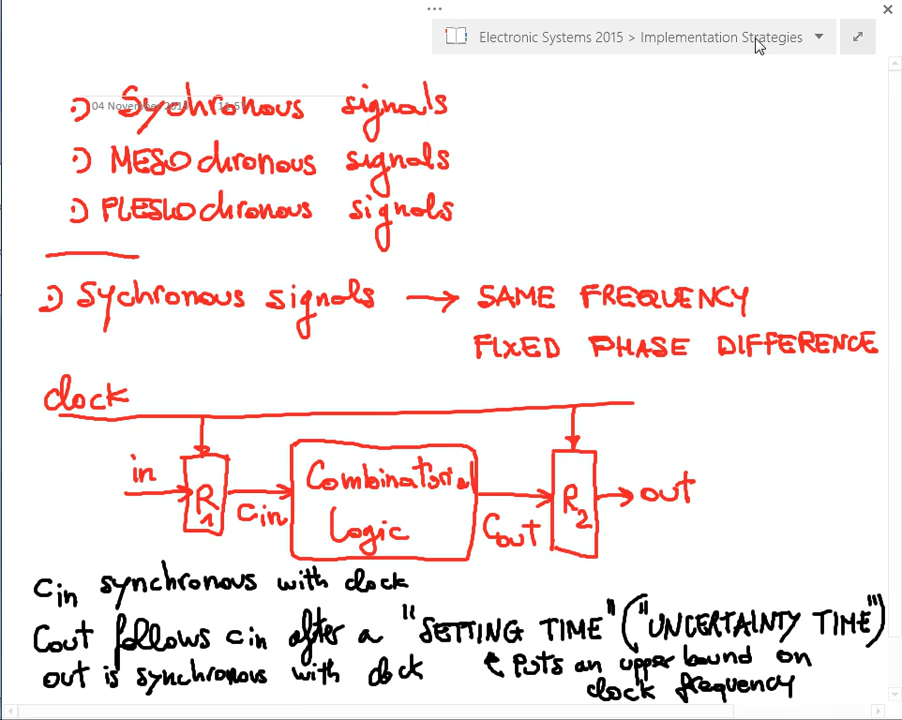 Electronic Systems 2015 > Implementation Strategies
04 November
·) Sychronous signals
·) MESOchronous signals
·) PLESIOchronous signals
·) Sychronous signals → SAME FREQUENCY
FIXED PHASE DIFFERENCE
clock
in R1 Cin Combinatorial Logic Cout R2 out
Cin synchronous with clock
Cout follows Cin after a "SETTING TIME" ("UNCERTAINTY TIME")
out is synchronous with clock ↖ Puts an upper bound on
clock frequency